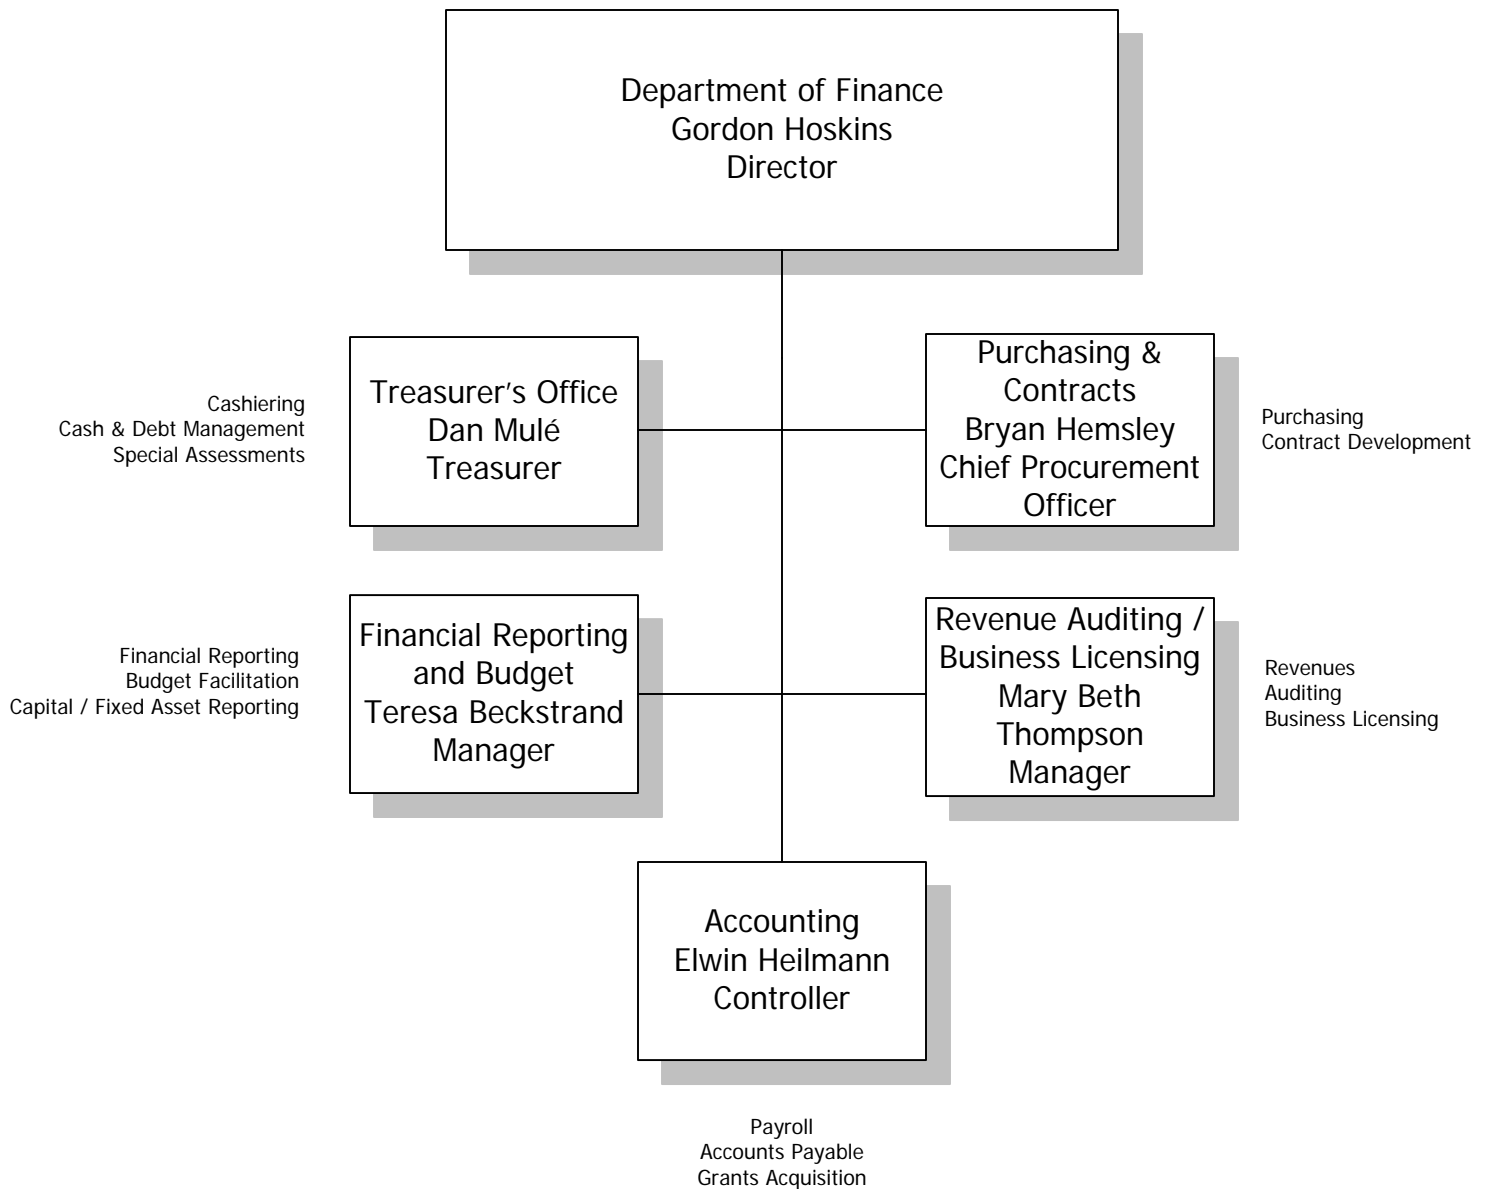 Department of Finance
Gordon Hoskins
Director
Cashiering
Cash & Debt Management
Special Assessments
Treasurer's Office
Dan Mulé
Treasurer
Purchasing &
Contracts
Bryan Hemsley
Chief Procurement
Officer
Purchasing
Contract Development
Financial Reporting
Budget Facilitation
Capital / Fixed Asset Reporting
Financial Reporting
and Budget
Teresa Beckstrand
Manager
Revenue Auditing /
Business Licensing
Mary Beth
Thompson
Manager
Revenues
Auditing
Business Licensing
Accounting
Elwin Heilmann
Controller
Payroll
Accounts Payable
Grants Acquisition